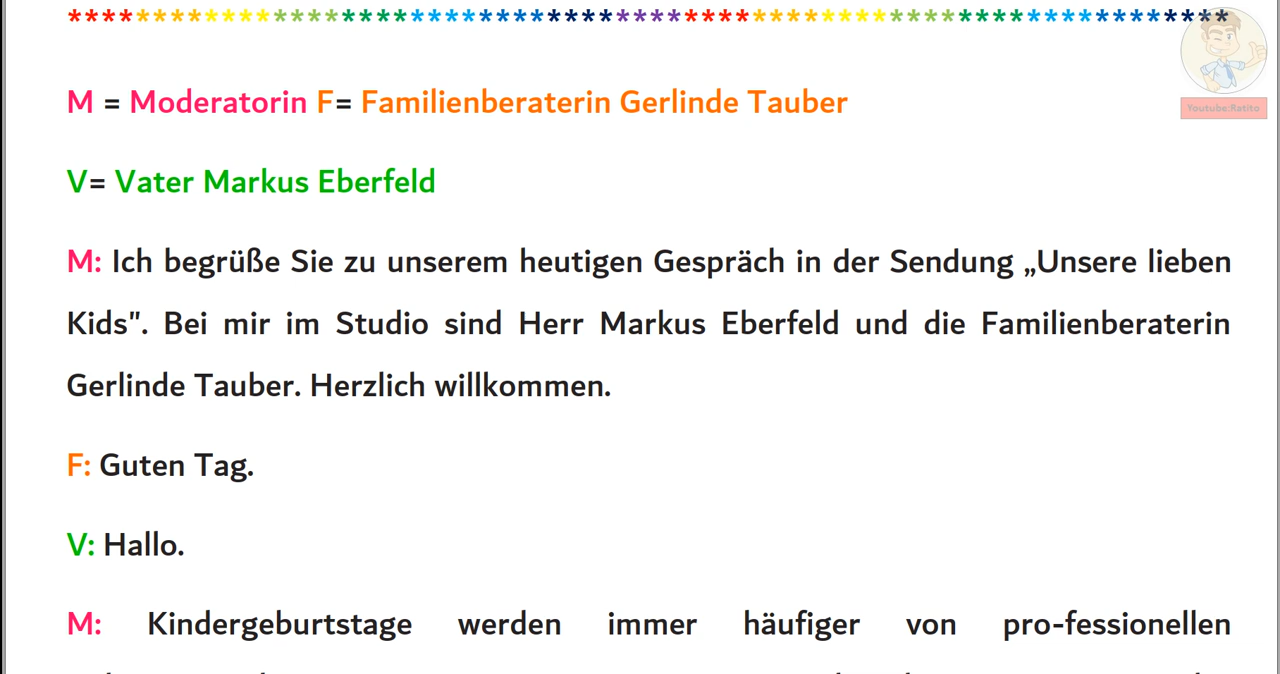 ************************************************************************
Youtube:Ratito
M = Moderatorin F= Familienberaterin Gerlinde Tauber
V= Vater Markus Eberfeld
M: Ich begrüße Sie zu unserem heutigen Gespräch in der Sendung „Unsere lieben
Kids". Bei mir im Studio sind Herr Markus Eberfeld und die Familienberaterin
Gerlinde Tauber. Herzlich willkommen.
F: Guten Tag.
V: Hallo.
M: Kindergeburtstage werden immer häufiger von pro-fessionellen